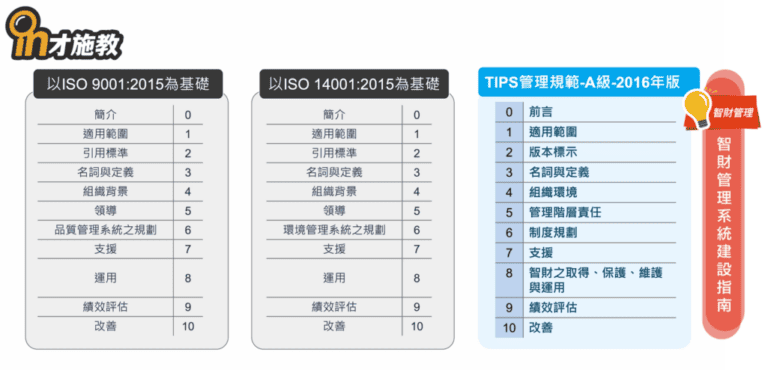 in才施教
以ISO 9001:2015為基礎
簡介 0
適用範圍 1
引用標準 2
名詞與定義 3
組織背景 4
領導 5
品質管理系統之規劃 6
支援 7
運用 8
績效評估 9
改善 10
以ISO 14001:2015為基礎
簡介 0
適用範圍 1
引用標準 2
名詞與定義 3
組織背景 4
領導 5
環境管理系統之規劃 6
支援 7
運用 8
績效評估 9
改善 10
TIPS管理規範-A級-2016年版
0 前言
1 適用範圍
2 版本標示
3 名詞與定義
4 組織環境
5 管理階層責任
6 制度規劃
7 支援
8 智財之取得、保護、維護
與運用
9 績效評估
10 改善
智財管理
智財管理系統建設指南